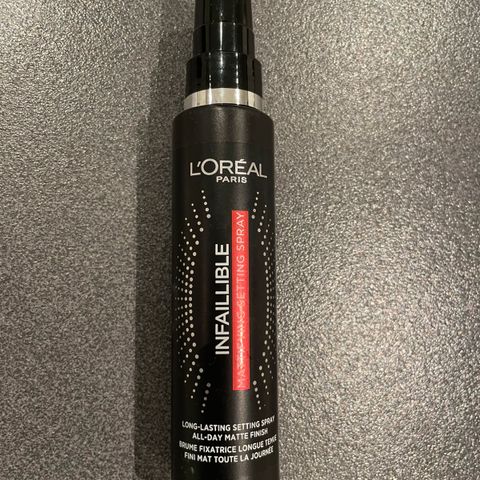 L'ORÉAL
PARIS
INFAILLIBLE
SETTING SPRAY
LONG-LASTING SETTING SPRAY
ALL-DAY MATTE FINISH
BRUME FIXATRICE LONGUE TENUE
FINI MAT TOUTE LA JOURNÉE